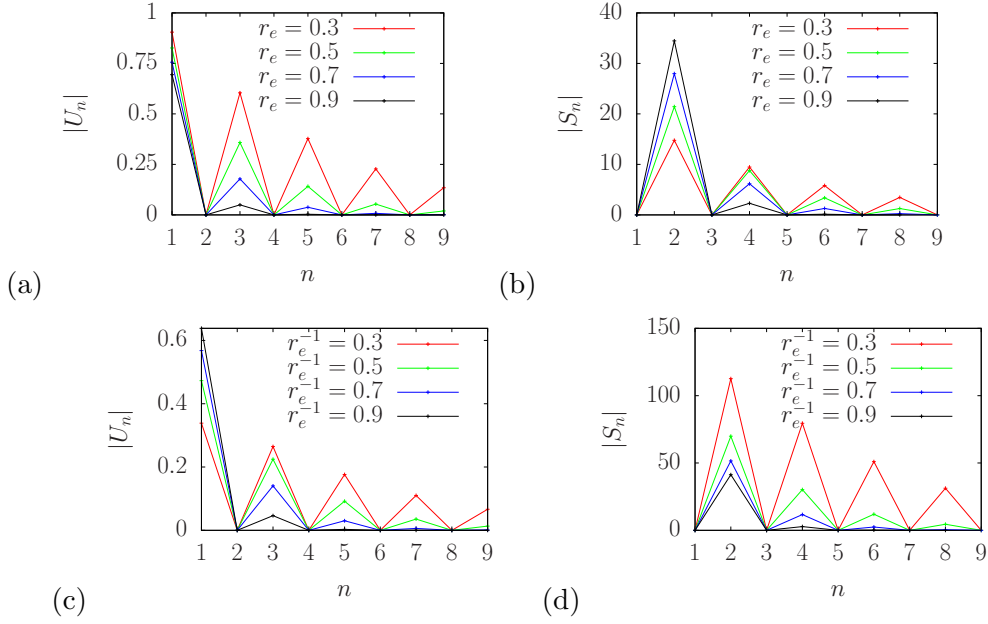 1
0.75
0.5
0.25
0
|U_n|
r_e = 0.3
r_e = 0.5
r_e = 0.7
r_e = 0.9
1 2 3 4 5 6 7 8 9
n
(a)
40
30
20
10
0
|S_n|
r_e = 0.3
r_e = 0.5
r_e = 0.7
r_e = 0.9
1 2 3 4 5 6 7 8 9
n
(b)
0.6
0.4
0.2
0
|U_n|
r_e^{-1} = 0.3
r_e^{-1} = 0.5
r_e^{-1} = 0.7
r_e^{-1} = 0.9
1 2 3 4 5 6 7 8 9
n
(c)
150
100
50
0
|S_n|
r_e^{-1} = 0.3
r_e^{-1} = 0.5
r_e^{-1} = 0.7
r_e^{-1} = 0.9
1 2 3 4 5 6 7 8 9
n
(d)